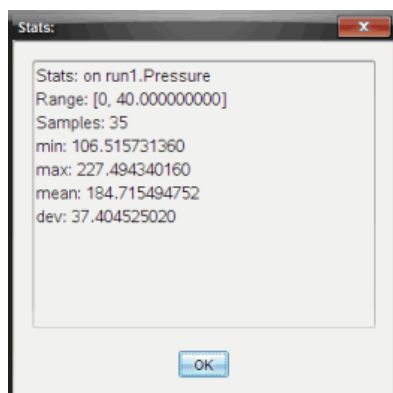 Stats:
Stats: on run1.Pressure
Range: [0, 40.000000000]
Samples: 35
min: 106.515731360
max: 227.494340160
mean: 184.715494752
dev: 37.404525020
OK